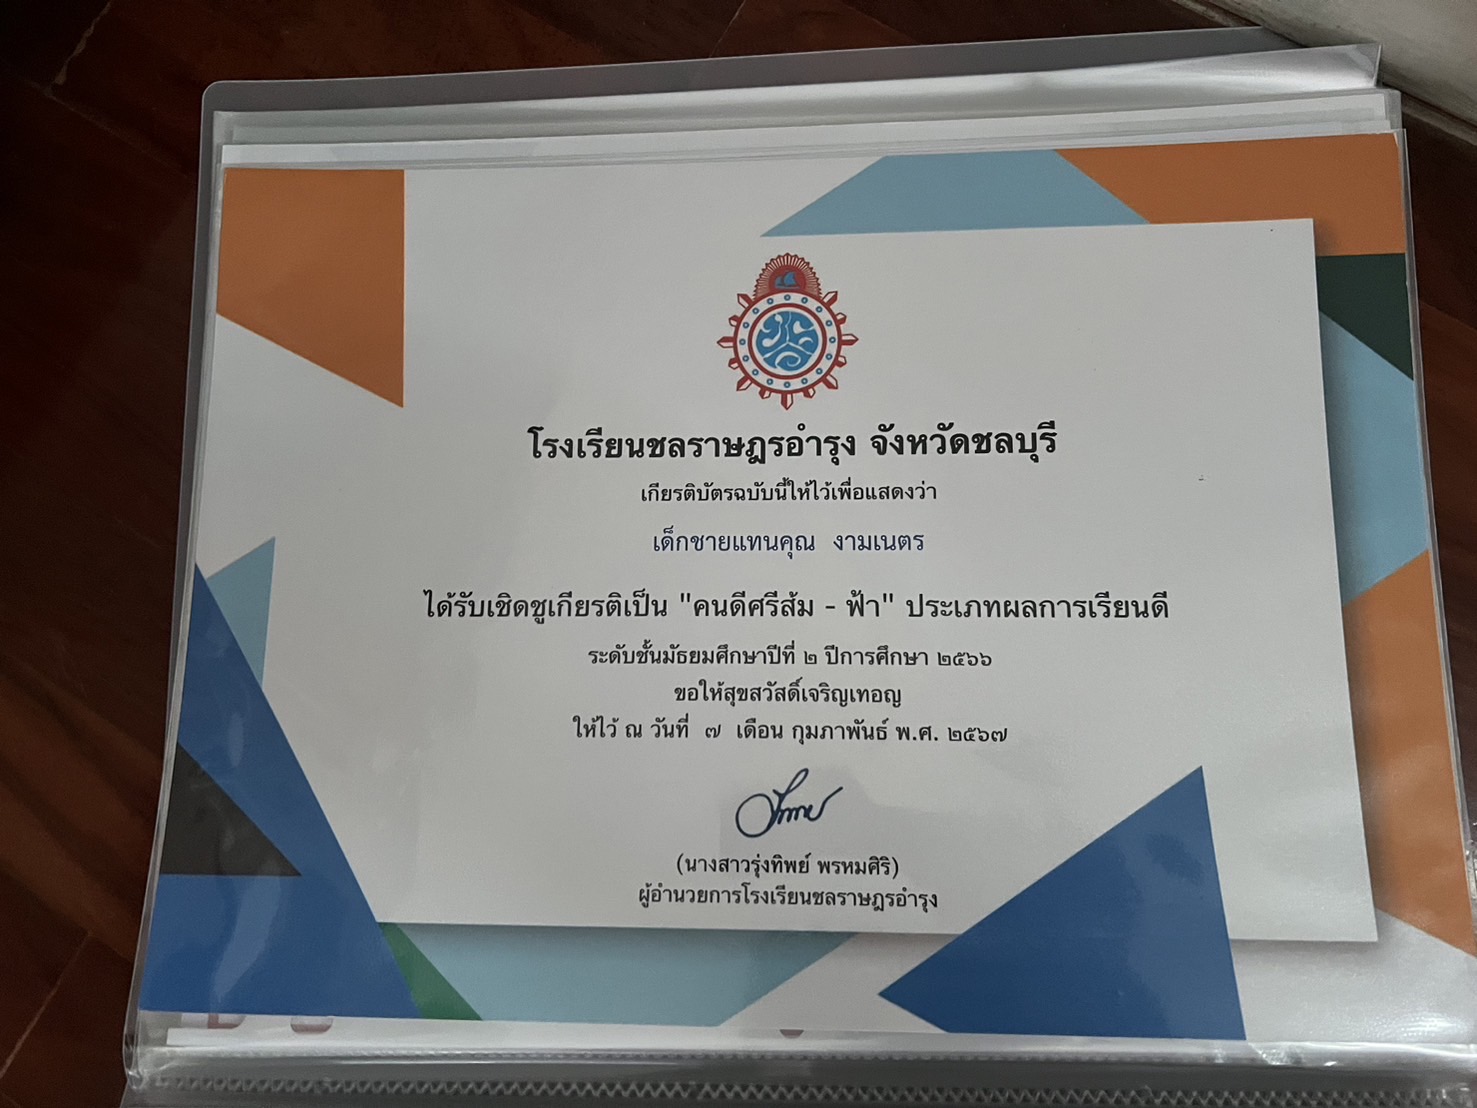 โรงเรียนชลราษฎรอำรุง จังหวัดชลบุรี
เกียรติบัตรฉบับนี้ให้ไว้เพื่อแสดงว่า
เด็กชายแทนคุณ งามเนตร
ได้รับเชิดชูเกียรติเป็น "คนดีศรีส้ม - ฟ้า" ประเภทผลการเรียนดี
ระดับชั้นมัธยมศึกษาปีที่ ๒ ปีการศึกษา ๒๕๖๖
ขอให้สุขสวัสดิ์เจริญเทอญ
ให้ไว้ ณ วันที่ ๗ เดือน กุมภาพันธ์ พ.ศ. ๒๕๖๗
(นางสาวรุ่งทิพย์ พรหมศิริ)
ผู้อำนวยการโรงเรียนชลราษฎรอำรุง